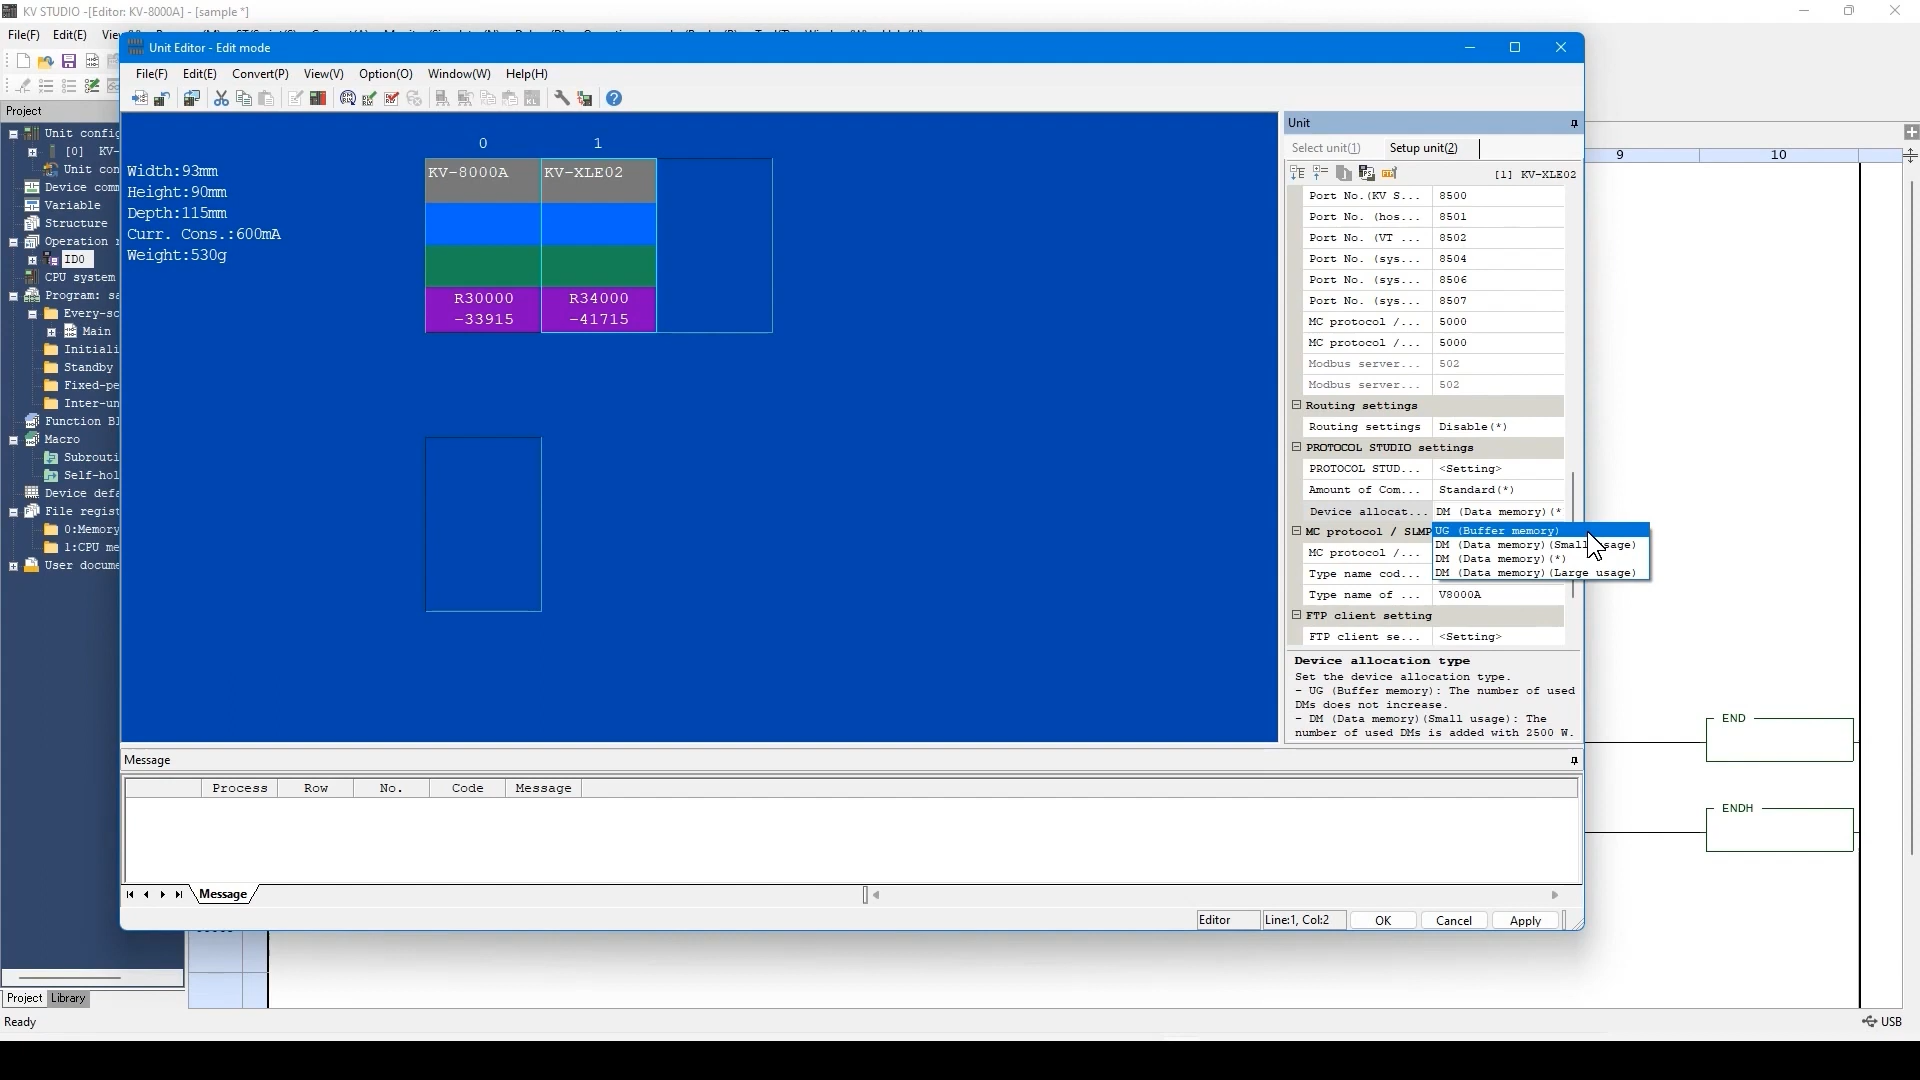 KV STUDIO -[Editor: KV-8000A] - [sample *]
File(F) Edit(E)
Unit Editor - Edit mode
File(F) Edit(E) Convert(P) View(V) Option(O) Window(W) Help(H)
Project
Unit config
[0] KV-
Unit con
Device comm
Variable
Structure
Operation r
ID0
CPU system
Program: sa
Every-sc
Main
Initiali
Standby
Fixed-pe
Inter-un
Function Bl
Macro
Subrouti
Self-hol
Device defa
File regist
0:Memory
1:CPU me
User docume
Project Library
Ready
Width:93mm
Height:90mm
Depth:115mm
Curr. Cons.:600mA
Weight:530g
0 1
KV-8000A KV-XLE02
R30000 R34000
-33915 -41715
Unit
Select unit(1) Setup unit(2)
[1] KV-XLE02
Port No.(KV S... 8500
Port No. (hos... 8501
Port No. (VT ... 8502
Port No. (sys... 8504
Port No. (sys... 8506
Port No. (sys... 8507
MC protocol /... 5000
MC protocol /... 5000
Modbus server... 502
Modbus server... 502
Routing settings
Routing settings Disable(*)
PROTOCOL STUDIO settings
PROTOCOL STUD... <Setting>
Amount of Com... Standard(*)
Device allocat... DM (Data memory)(*
MC protocol / SLMP
UG (Buffer memory)
DM (Data memory)(Small usage)
DM (Data memory)(*)
DM (Data memory)(Large usage)
MC protocol /...
Type name cod...
Type name of ... V8000A
FTP client setting
FTP client se... <Setting>
Device allocation type
Set the device allocation type.
- UG (Buffer memory): The number of used
DMs does not increase.
- DM (Data memory)(Small usage): The
number of used DMs is added with 2500 W.
Message
Process Row No. Code Message
Message
Editor Line:1, Col:2 OK Cancel Apply
9 10
END
ENDH
USB